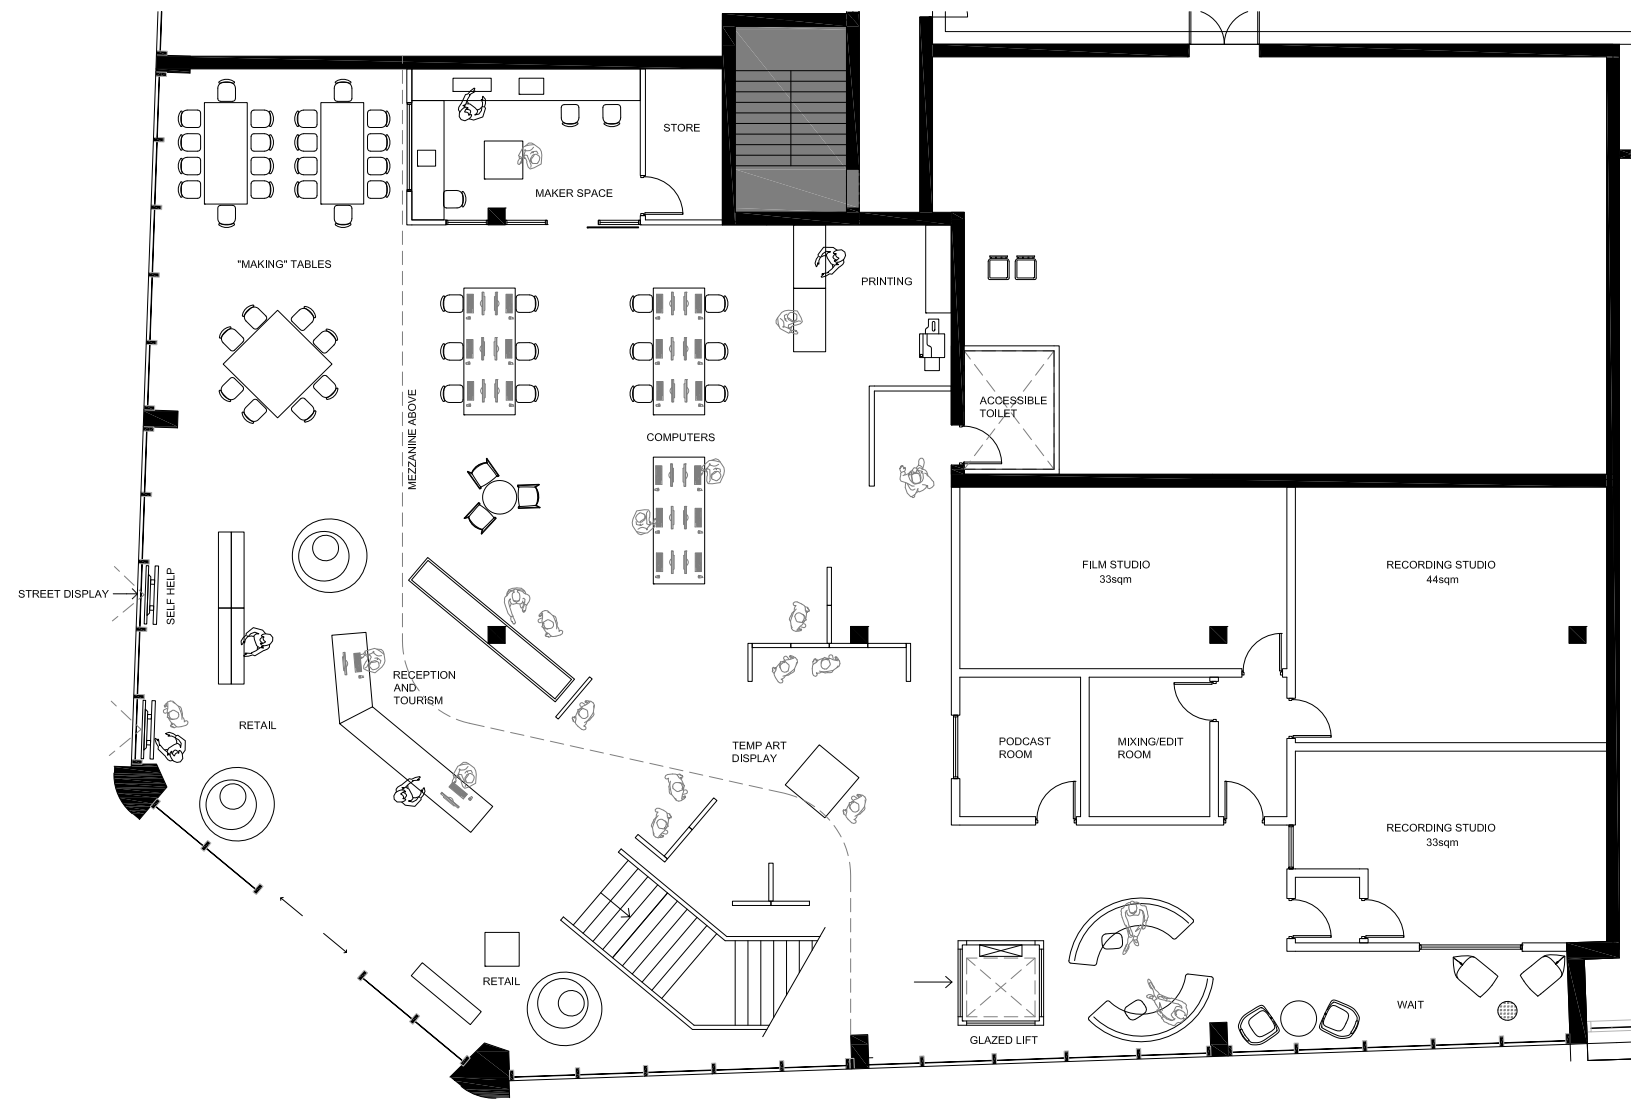 STORE
MAKER SPACE
"MAKING" TABLES
PRINTING
MEZZANINE ABOVE
ACCESSIBLE
TOILET
COMPUTERS
FILM STUDIO
33sqm
RECORDING STUDIO
44sqm
STREET DISPLAY
SELF HELP
RECEPTION
AND
TOURISM
RETAIL
TEMP ART
DISPLAY
PODCAST
ROOM
MIXING/EDIT
ROOM
RECORDING STUDIO
33sqm
RETAIL
WAIT
GLAZED LIFT